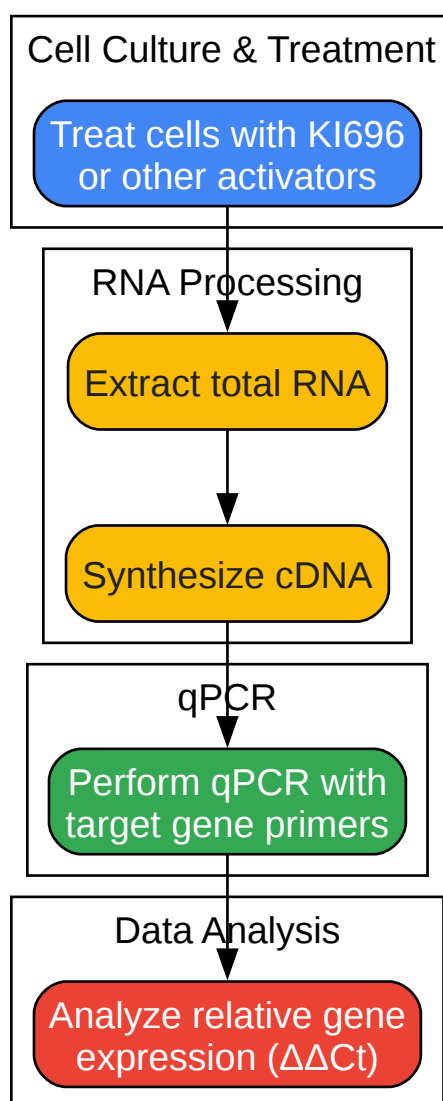 Cell Culture & Treatment
Treat cells with KI696
or other activators
RNA Processing
Extract total RNA
Synthesize cDNA
qPCR
Perform qPCR with
target gene primers
Data Analysis
Analyze relative gene
expression (ΔΔCt)